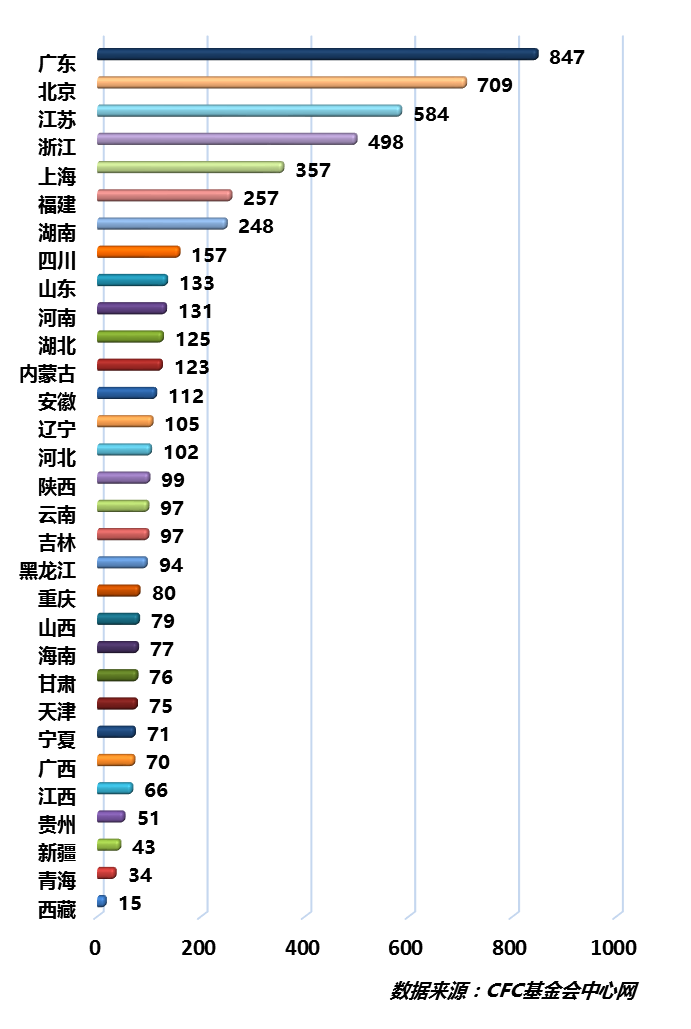 广东 847
北京 709
江苏 584
浙江 498
上海 357
福建 257
湖南 248
四川 157
山东 133
河南 131
湖北 125
内蒙古 123
安徽 112
辽宁 105
河北 102
陕西 99
云南 97
吉林 97
黑龙江 94
重庆 80
山西 79
海南 77
甘肃 76
天津 75
宁夏 71
广西 70
江西 66
贵州 51
新疆 43
青海 34
西藏 15
0 200 400 600 800 1000
数据来源：CFC基金会中心网